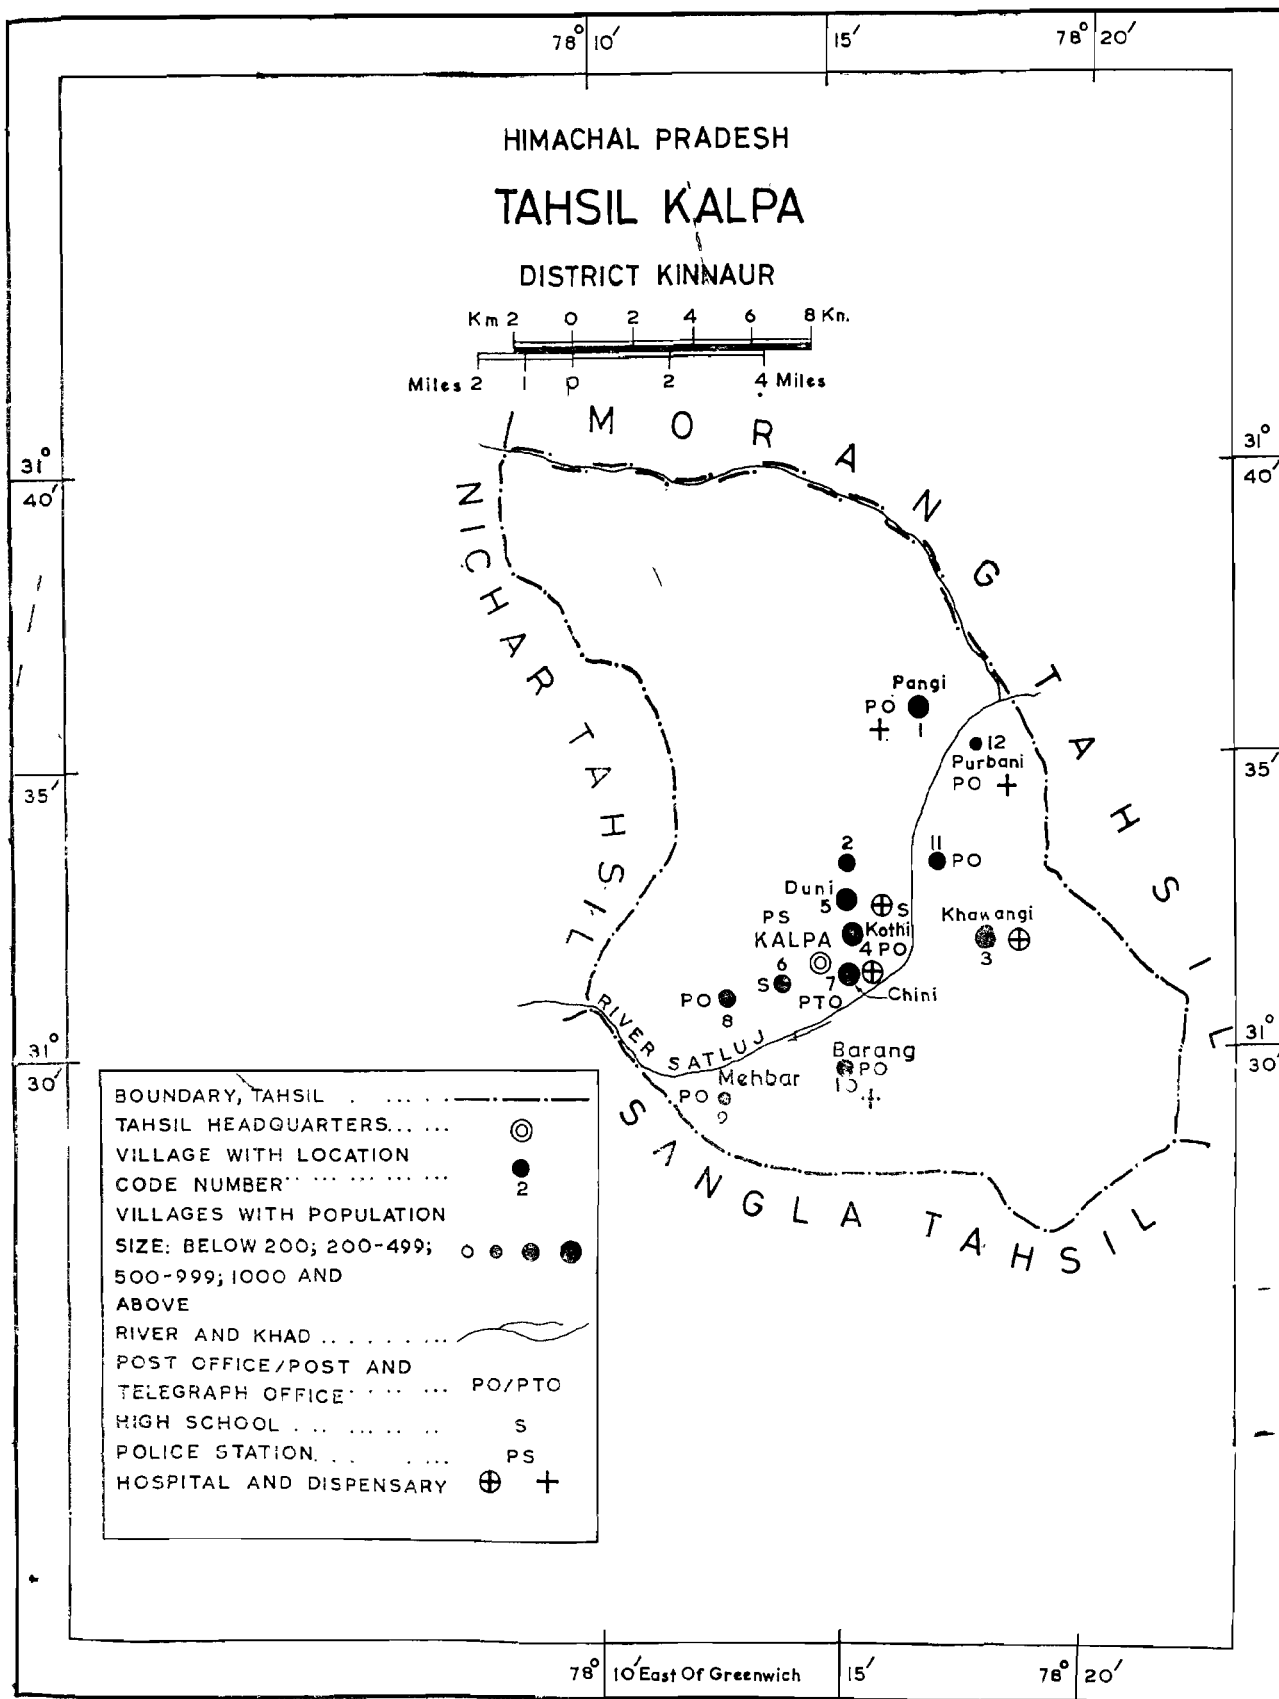 78° 10′ 15′ 78° 20′
HIMACHAL PRADESH
TAHSIL KALPA
DISTRICT KINNAUR
Km 2 0 2 4 6 8 Kn.
Miles 2 1 0 2 4 Miles
MORANG TAHSIL
NICHAR TAHSIL
31° 40′
31° 40′
Pangi
PO
1
12
Purbani
PO
35′
35′
2
11
PO
Duni
5
PS
S
KALPA
Kothi
4 PO
Khawangi
3
6
S
7
PTO
Chini
PO
8
RIVER SATLUJ
Barang
PO
10
Mehbar
PO
9
31° 30′
31° 30′
SANGLA TAHSIL
BOUNDARY, TAHSIL
TAHSIL HEADQUARTERS
VILLAGE WITH LOCATION
CODE NUMBER
2
VILLAGES WITH POPULATION
SIZE: BELOW 200; 200-499;
500-999; 1000 AND
ABOVE
RIVER AND KHAD
POST OFFICE/POST AND
TELEGRAPH OFFICE PO/PTO
HIGH SCHOOL S
POLICE STATION PS
HOSPITAL AND DISPENSARY
78° 10′ East Of Greenwich 15′ 78° 20′